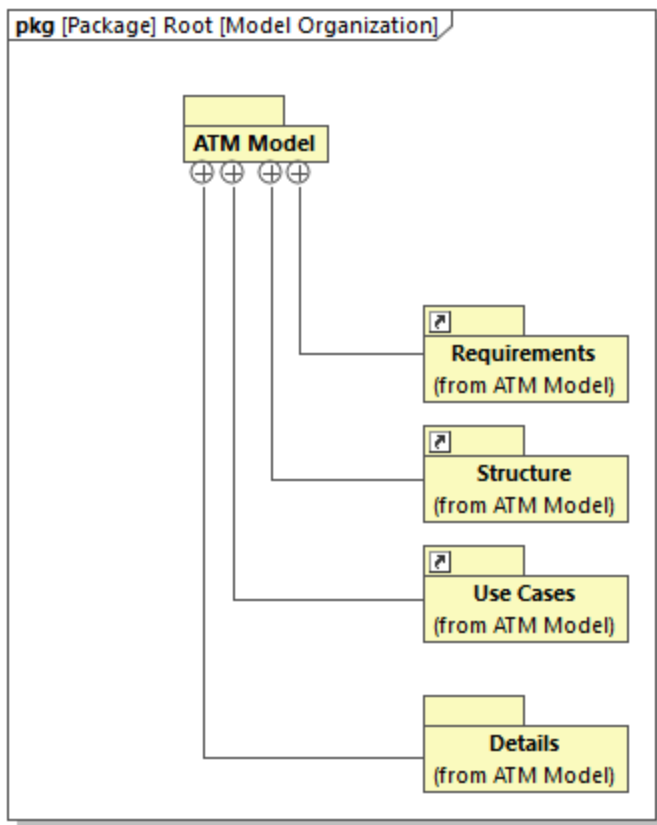 pkg [Package] Root [Model Organization]
ATM Model
Requirements
(from ATM Model)
Structure
(from ATM Model)
Use Cases
(from ATM Model)
Details
(from ATM Model)